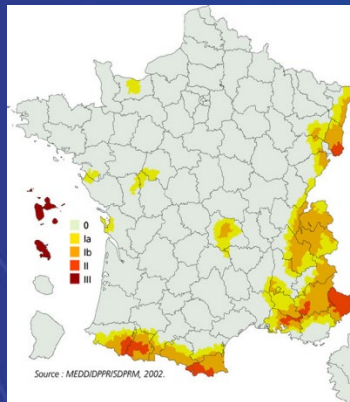 0
Ia
Ib
II
III
Source : MEDD/DPPR/SDPRM, 2002.